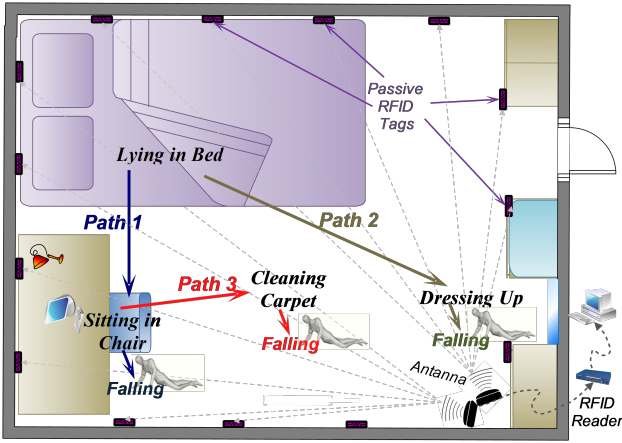 Passive
RFID
Tags
Lying in Bed
Path 1
Path 2
Path 3
Cleaning
Carpet
Dressing Up
Sitting in
Chair
Falling
Falling
Falling
Antanna
RFID
Reader